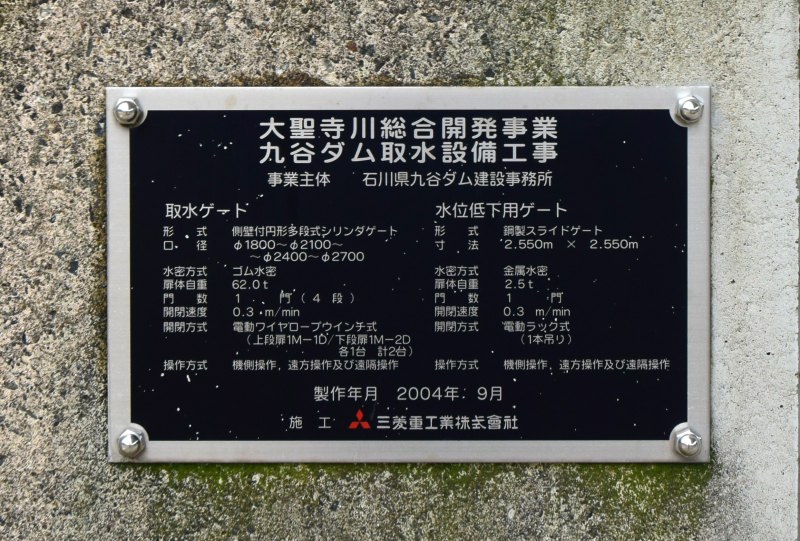 大聖寺川総合開発事業
九谷ダム取水設備工事
事業主体 石川県九谷ダム建設事務所
取水ゲート
形 式 側壁付円形多段式シリンダゲート
口 径 φ1800〜φ2100〜
〜φ2400〜φ2700
水密方式 ゴム水密
扉体自重 62.0t
門 数 1 門(4 段)
開閉速度 0.3 m/min
開閉方式 電動ワイヤロープウインチ式
(上段扉1M−1D/下段扉1M−2D
各1台 計2台)
操作方式 機側操作,遠方操作及び遠隔操作
水位低下用ゲート
形 式 鋼製スライドゲート
寸 法 2.550m × 2.550m
水密方式 金属水密
扉体自重 2.5t
門 数 1 門
開閉速度 0.3 m/min
開閉方式 電動ラック式
(1本吊り)
操作方式 機側操作,遠方操作及び遠隔操作
製作年月 2004年 9月
施 工 三菱重工業株式会社